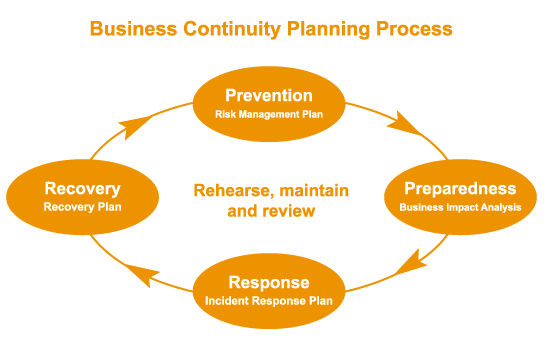 Business Continuity Planning Process
Prevention
Risk Management Plan
Recovery
Recovery Plan
Rehearse, maintain
and review
Preparedness
Business Impact Analysis
Response
Incident Response Plan